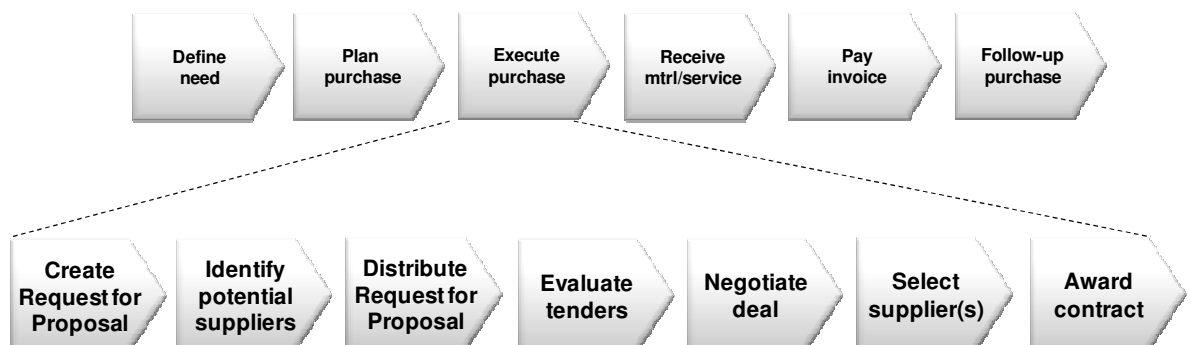 Define
need
Plan
purchase
Execute
purchase
Receive
mtrl/service
Pay
invoice
Follow-up
purchase
Create
Request for
Proposal
Identify
potential
suppliers
Distribute
Request for
Proposal
Evaluate
tenders
Negotiate
deal
Select
supplier(s)
Award
contract